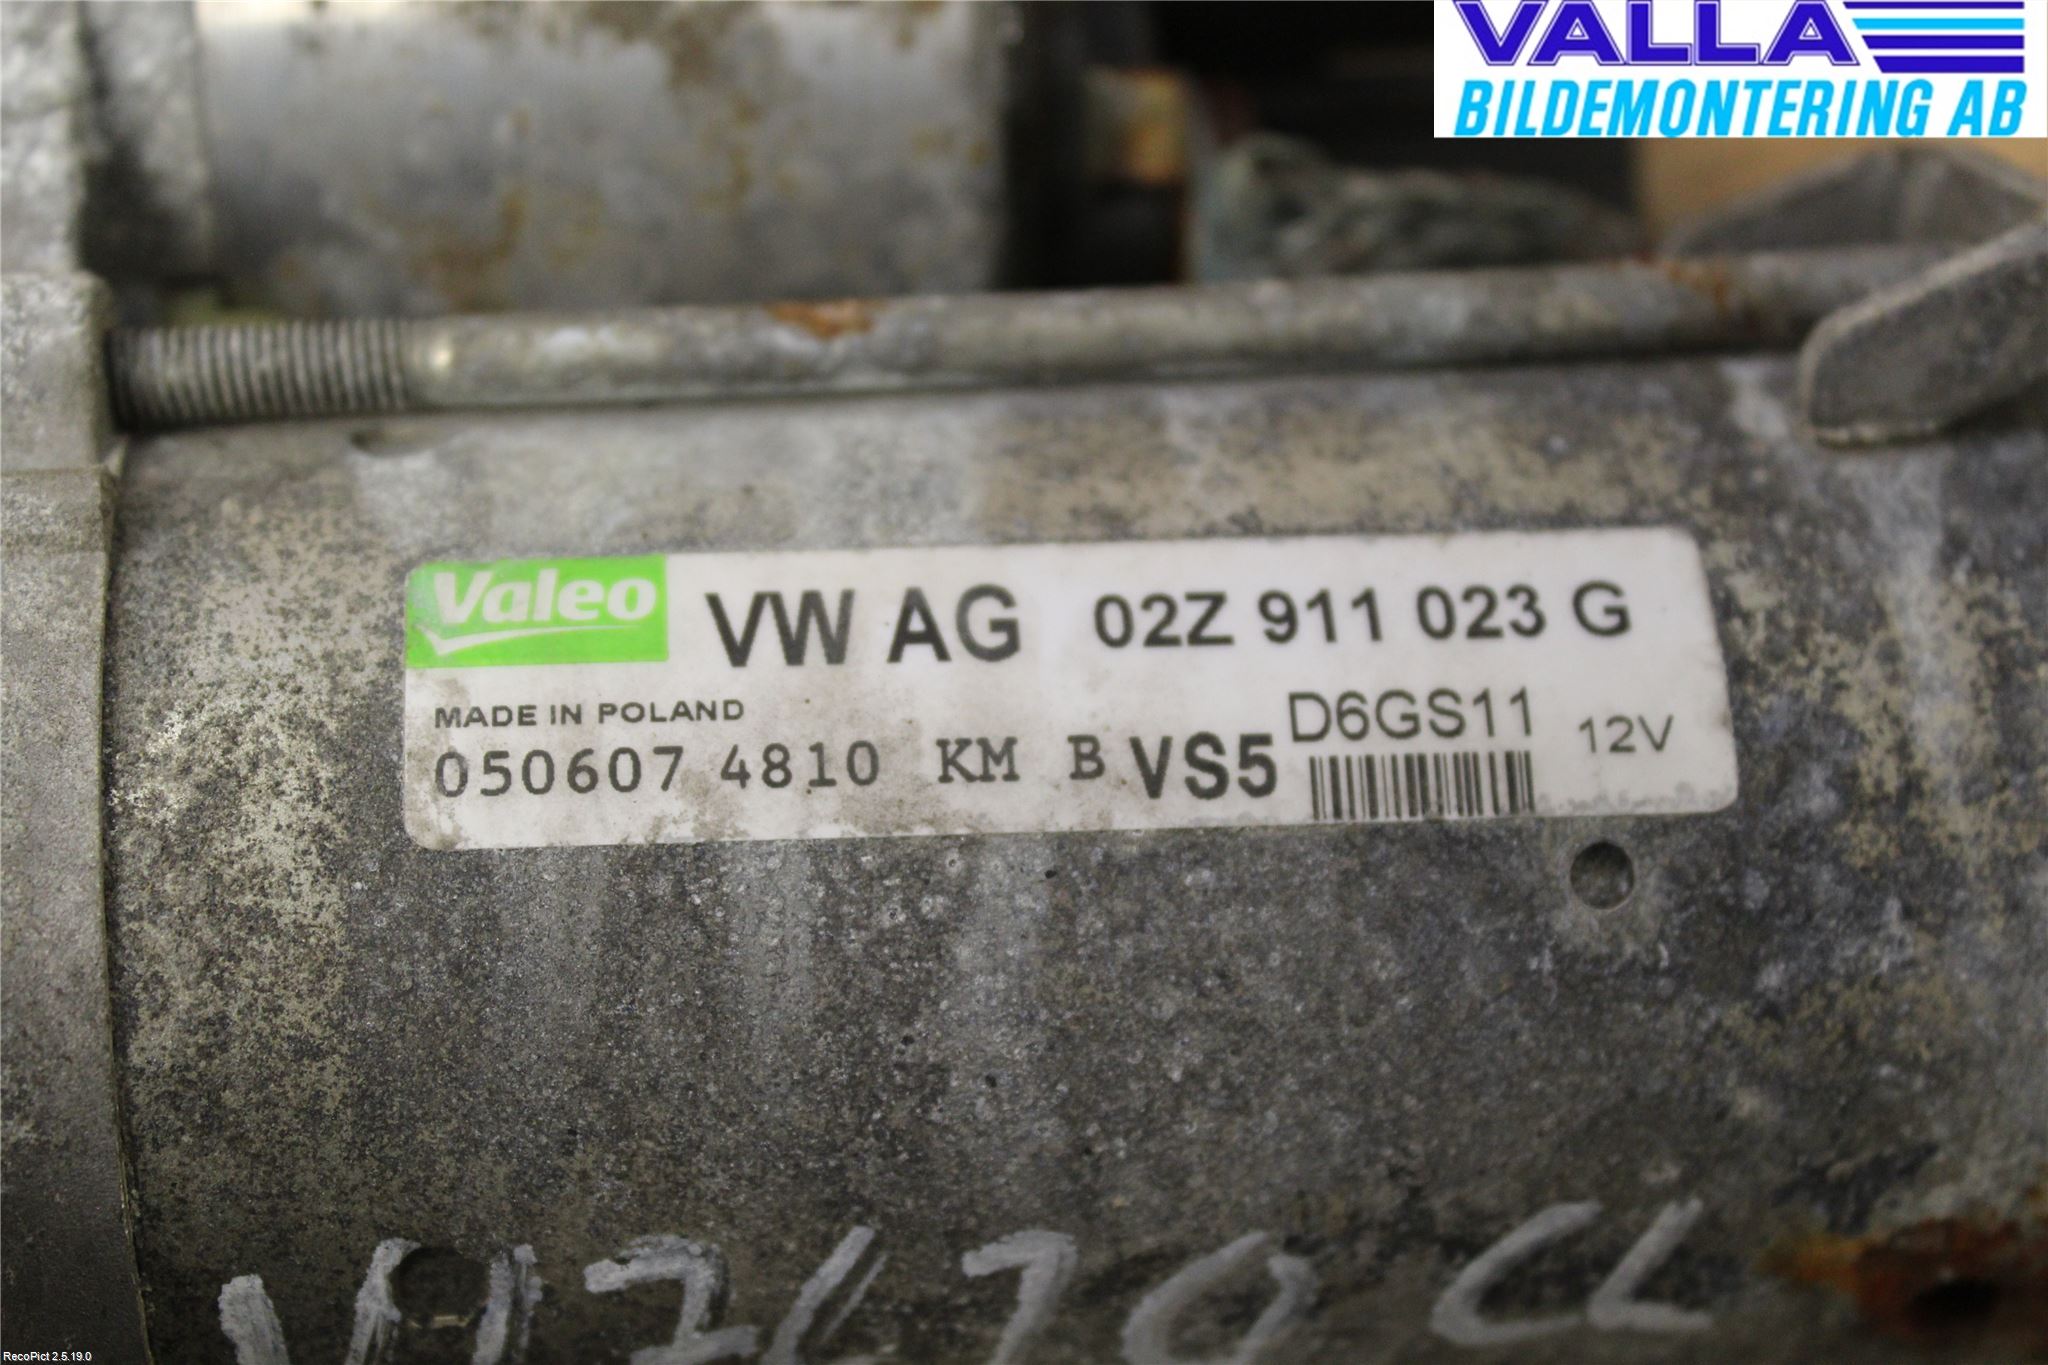 VALLA
BILDEMONTERING AB
Valeo VW AG 02Z 911 023 G
MADE IN POLAND D6GS11 12V
050607 4810 KM B VS5
RecoPict 2.5.19.0